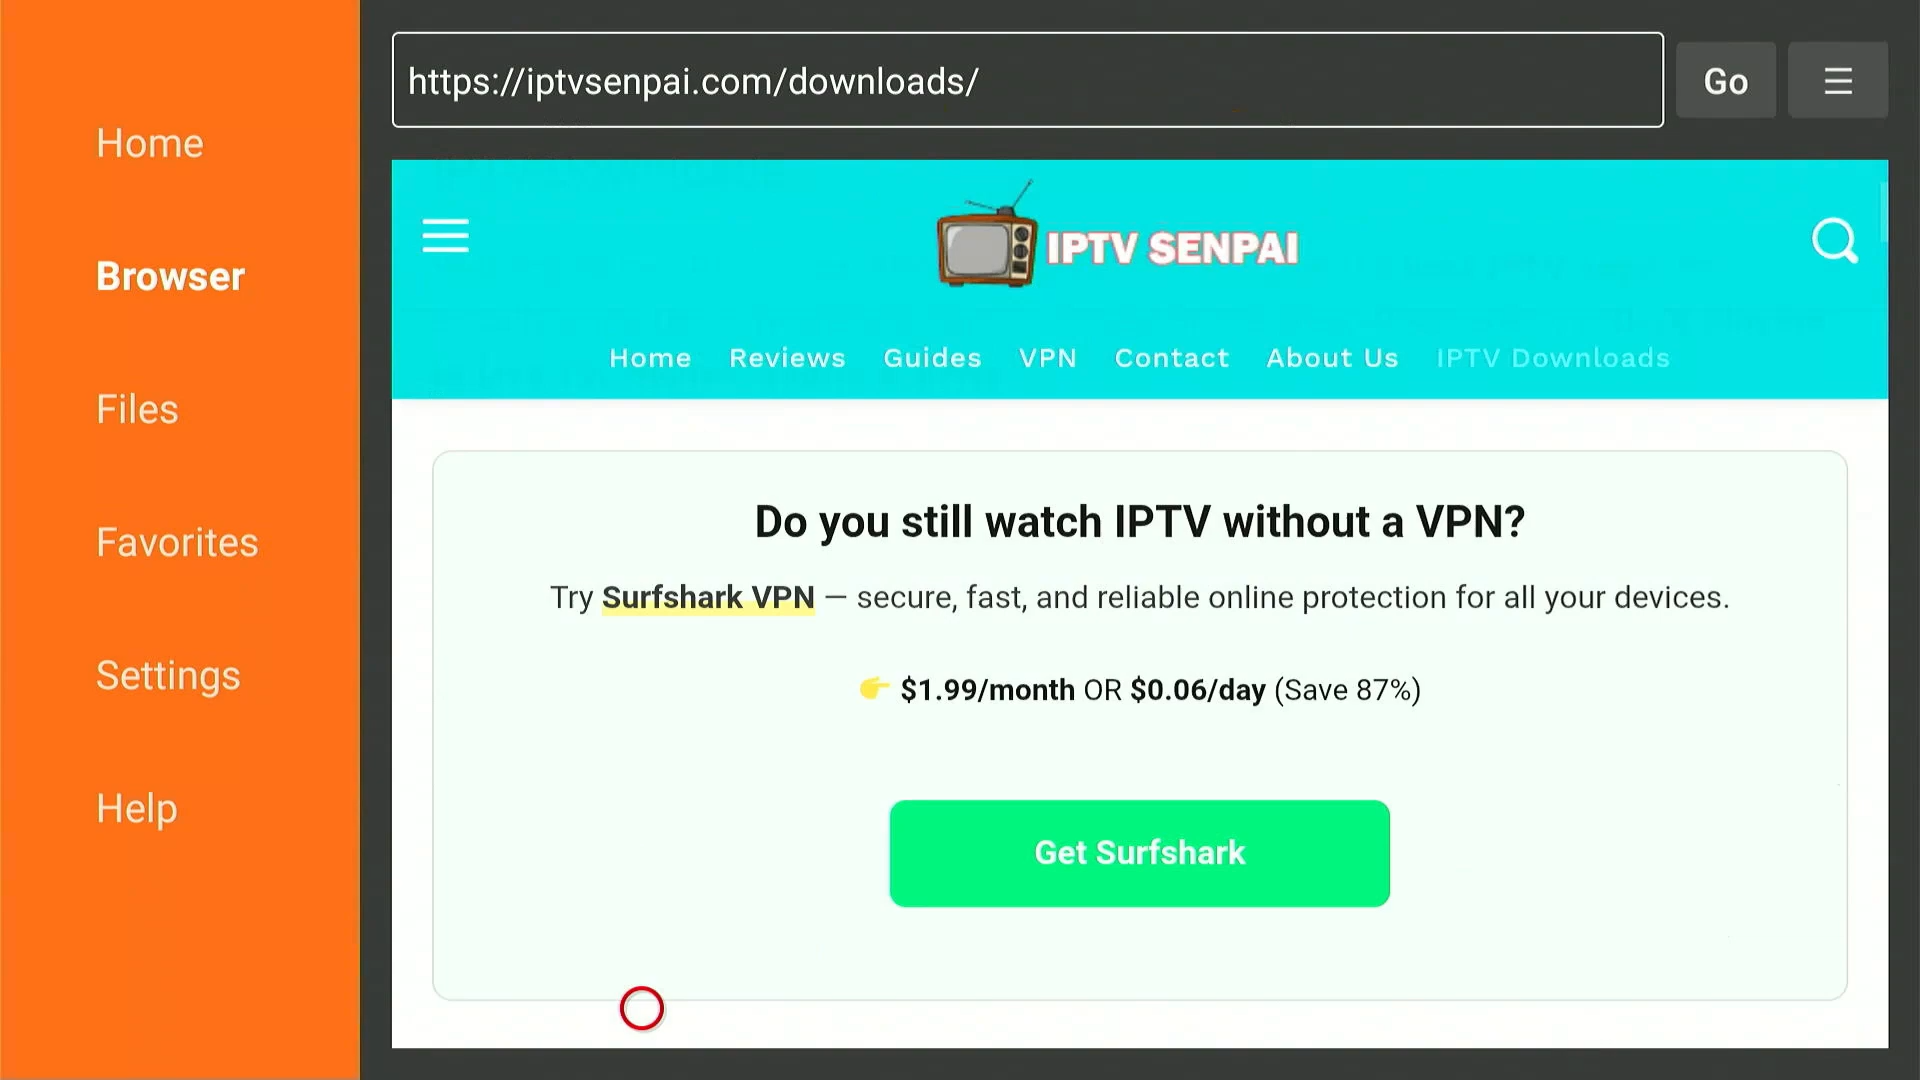 Home
Browser
Files
Favorites
Settings
Help
https://iptvsenpai.com/downloads/
Go
IPTV SENPAI
Home Reviews Guides VPN Contact About Us IPTV Downloads
Do you still watch IPTV without a VPN?
Try Surfshark VPN — secure, fast, and reliable online protection for all your devices.
👉 $1.99/month OR $0.06/day (Save 87%)
Get Surfshark